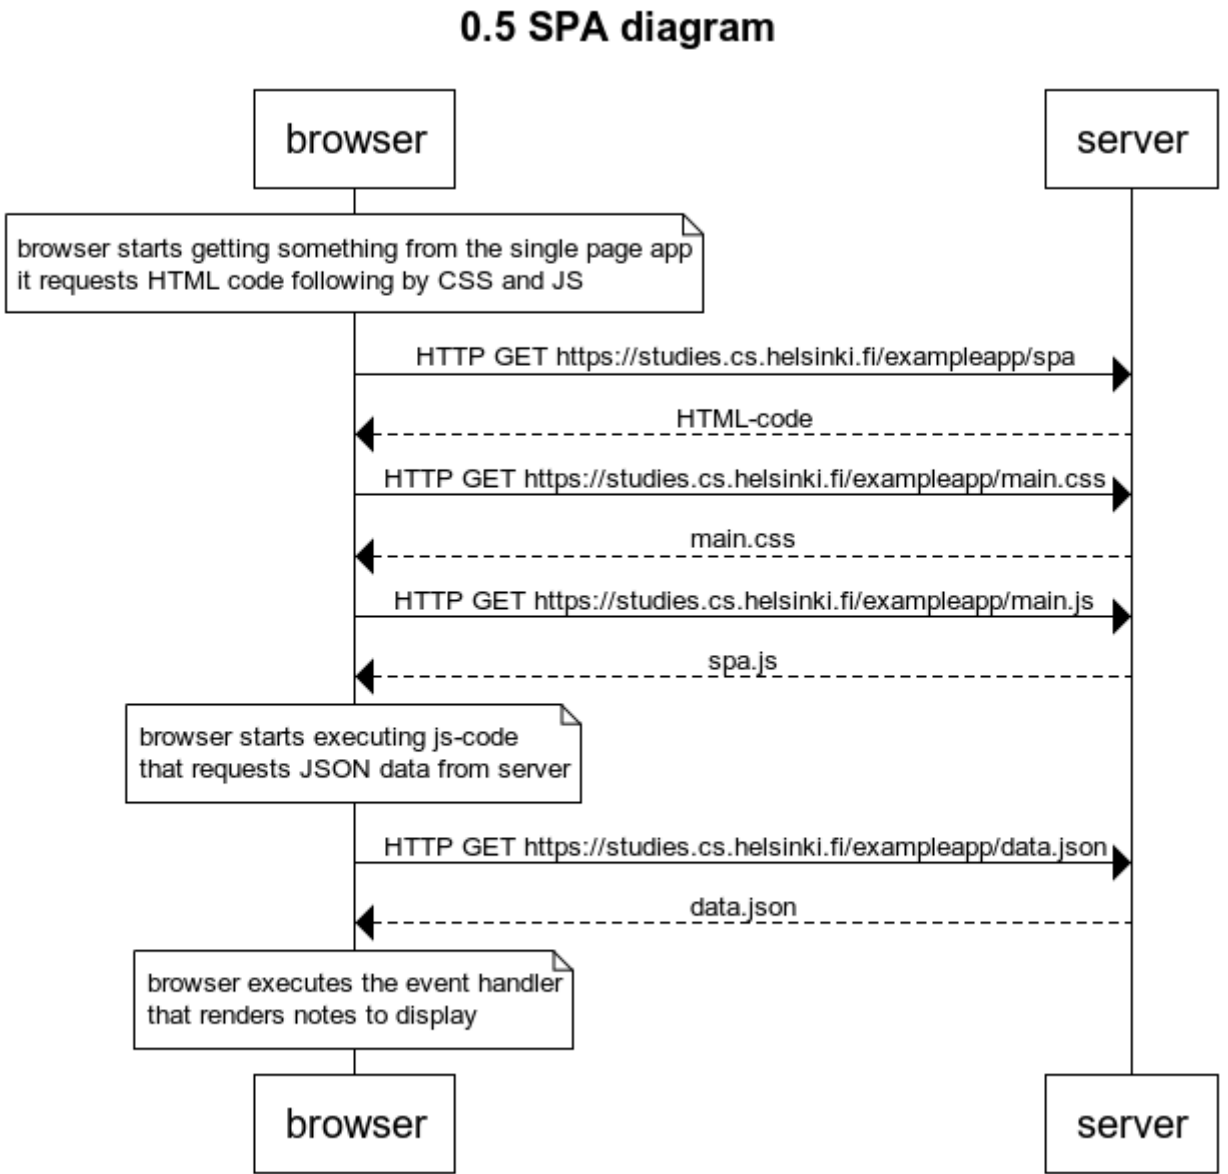 0.5 SPA diagram
browser
server
browser starts getting something from the single page app
it requests HTML code following by CSS and JS
HTTP GET https://studies.cs.helsinki.fi/exampleapp/spa
HTML-code
HTTP GET https://studies.cs.helsinki.fi/exampleapp/main.css
main.css
HTTP GET https://studies.cs.helsinki.fi/exampleapp/main.js
spa.js
browser starts executing js-code
that requests JSON data from server
HTTP GET https://studies.cs.helsinki.fi/exampleapp/data.json
data.json
browser executes the event handler
that renders notes to display
browser
server